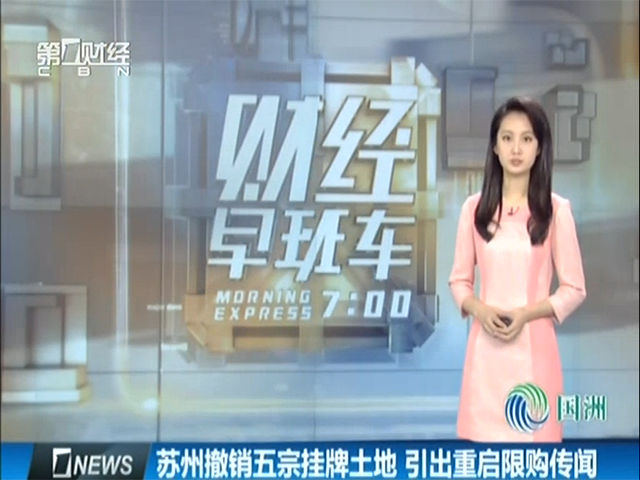 第一财经
CBN
财经
早班车
MORNING
EXPRESS 7:00
国洲
NEWS 苏州撤销五宗挂牌土地 引出重启限购传闻